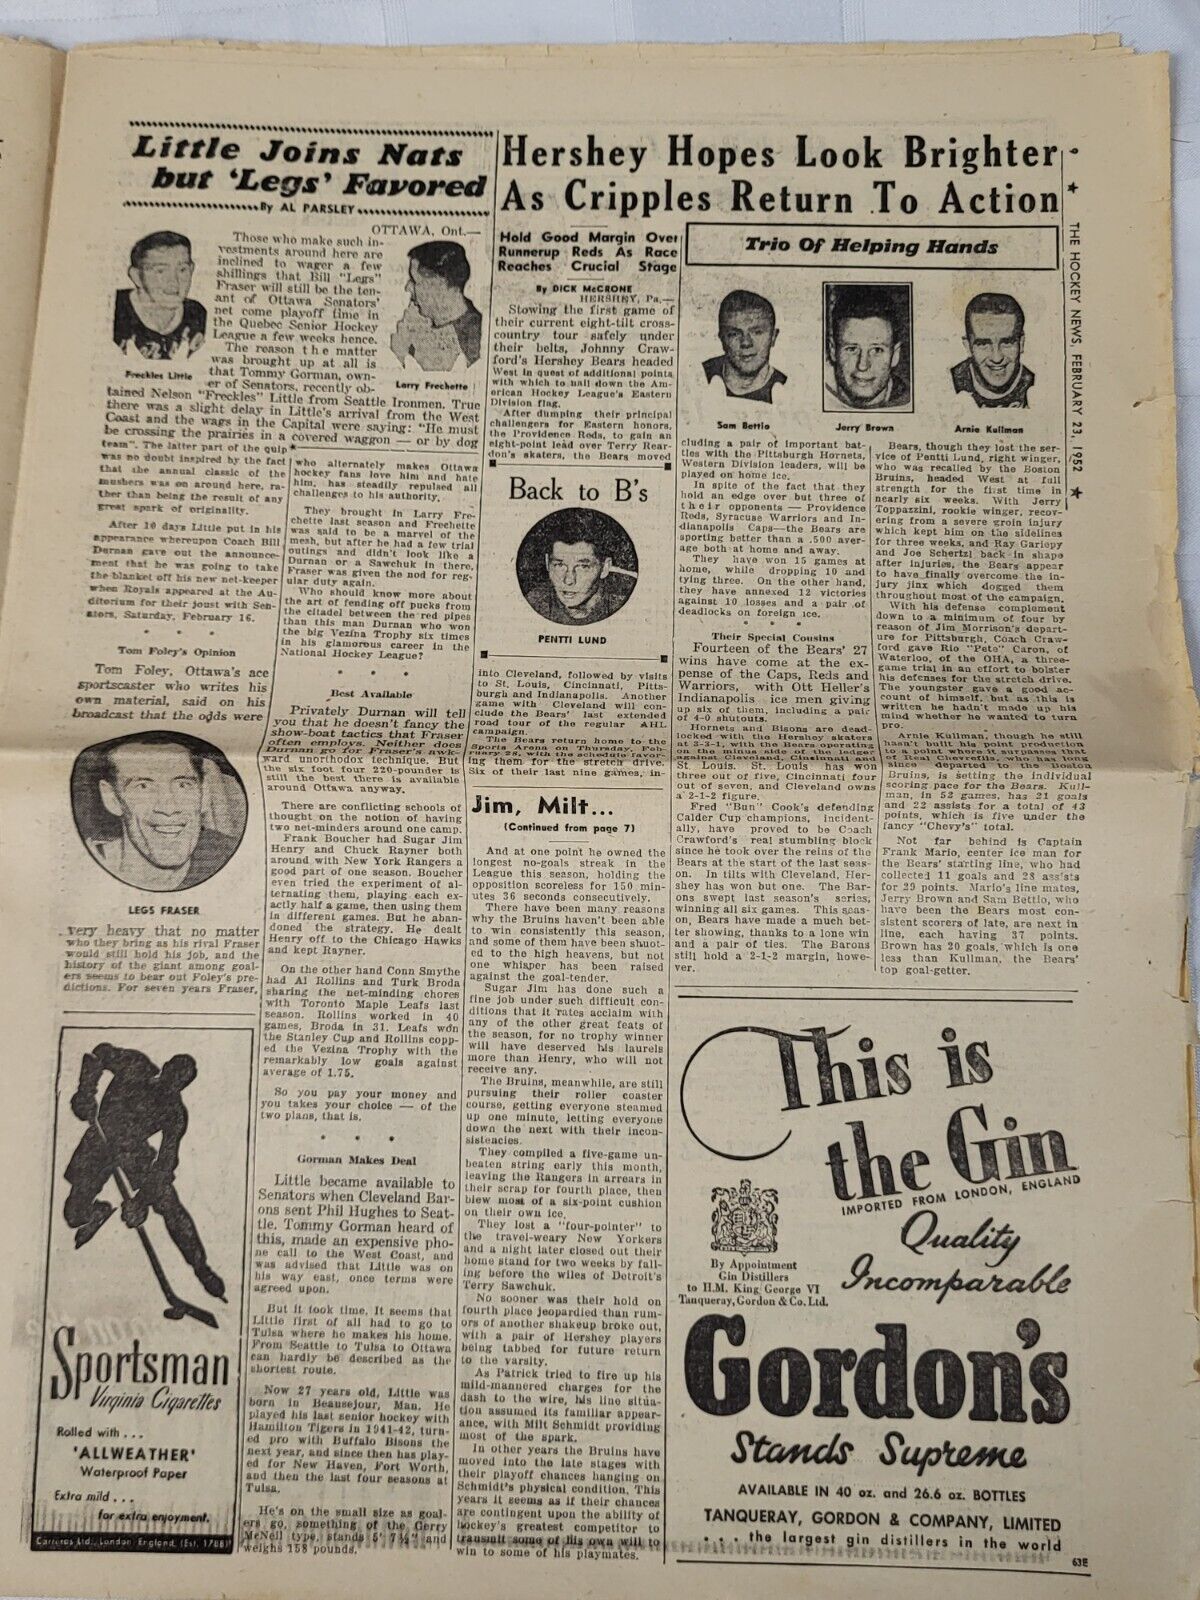 Little Joins Nats
but 'Legs' Favored
By AL PARSLEY
OTTAWA, Ont.—
Those who make such in-
vestments around here are
inclined to wager a few
shillings that Bill "Legs"
Fraser will still be the ten-
ant of Ottawa Senators'
net come playoff time in
the Quebec Senior Hockey
League a few weeks hence.
The reason the matter
was brought up at all is
that Tommy Gorman, own-
er of Senators, recently ob-
Freckles Little
Larry Frechette
tained Nelson "Freckles" Little from Seattle Ironmen. True
there was a slight delay in Little's arrival from the West
Coast and the wags in the Capital were saying: "He must
be crossing the prairies in a covered waggon — or by dog
team". The latter part of the quip
was no doubt inspired by the fact
that the annual classic of the
mushers was on around here, ra-
ther than being the result of any
great spark of originality.
After 10 days Little put in his
appearance whereupon Coach Bill
Durnan gave out the announce-
ment that he was going to take
the blanket off his new net-keeper
when Royals appeared at the Au-
ditorium for their joust with Sen-
ators, Saturday, February 16.
* * *
Tom Foley's Opinion
Tom Foley, Ottawa's ace
sportscaster who writes his
own material, said on his
broadcast that the odds were
LEGS FRASER
very heavy that no matter
who they bring as his rival Fraser
would still hold his job, and the
history of the giant among goal-
ers seems to bear out Foley's pre-
dictions. For seven years Fraser,
who alternately makes Ottawa
hockey fans love him and hate
him, has steadily repulsed all
challenges to his authority.
They brought in Larry Fre-
chette last season and Frechette
was said to be a marvel of the
mesh, but after he had a few trial
outings and didn't look like a
Durnan or a Sawchuk in there,
Fraser was given the nod for reg-
ular duty again.
Who should know more about
the art of fending off pucks from
the citadel between the red pipes
than this man Durnan who won
the big Vezina Trophy six times
in his glamorous career in the
National Hockey League?
* * *
Best Available
Privately Durnan will tell
you that he doesn't fancy the
show-boat tactics that Fraser
often employs. Neither does
Durnan go for Fraser's awk-
ward unorthodox technique. But
the six foot four 220-pounder is
still the best there is available
around Ottawa anyway.
There are conflicting schools of
thought on the notion of having
two net-minders around one camp.
Frank Boucher had Sugar Jim
Henry and Chuck Rayner both
around with New York Rangers a
good part of one season. Boucher
even tried the experiment of al-
ternating them, playing each ex-
actly half a game, then using them
in different games. But he aban-
doned the strategy. He dealt
Henry off to the Chicago Hawks
and kept Rayner.
On the other hand Conn Smythe
had Al Rollins and Turk Broda
sharing the net-minding chores
with Toronto Maple Leafs last
season. Rollins worked in 40
games, Broda in 31. Leafs won
the Stanley Cup and Rollins copp-
ed the Vezina Trophy with the
remarkably low goals against
average of 1.75.
So you pay your money and
you takes your choice — of the
two plans, that is.
* * *
Gorman Makes Deal
Little became available to
Senators when Cleveland Bar-
ons sent Phil Hughes to Seat-
tle. Tommy Gorman heard of
this, made an expensive pho-
ne call to the West Coast, and
was advised that Little was on
his way east, once terms were
agreed upon.
But it took time. It seems that
Little first of all had to go to
Tulsa where he makes his home.
From Seattle to Tulsa to Ottawa
can hardly be described as the
shortest route.
Now 27 years old, Little was
born in Beausejour, Man. He
played his last senior hockey with
Hamilton Tigers in 1941-42, turn-
ed pro with Buffalo Bisons the
next year, and since then has play-
ed for New Haven, Fort Worth,
and then the last four seasons at
Tulsa.
He's on the small size as goal-
ers go, something of the Gerry
McNeil type, stands 5' 7½" and
weighs 158 pounds.
Sportsman
Virginia Cigarettes
Rolled with...
'ALLWEATHER'
Waterproof Paper
Extra mild...
for extra enjoyment.
Carreras Ltd., London, England, (Est. 1788)
Hershey Hopes Look Brighter
As Cripples Return To Action
Hold Good Margin Over
Runnerup Reds As Race
Reaches Crucial Stage
By DICK McCRONE
HERSHEY, Pa.—
Stowing the first game of
their current eight-tilt cross-
country tour safely under
their belts, Johnny Craw-
ford's Hershey Bears headed
West in quest of additional points
with which to nail down the Am-
erican Hockey League's Eastern
Division flag.
After dumping their principal
challengers for Eastern honors,
the Providence Reds, to gain an
eight-point lead over Terry Rear-
don's skaters, the Bears moved
Back to B's
PENTTI LUND
into Cleveland, followed by visits
to St. Louis, Cincinnati, Pitts-
burgh and Indianapolis. Another
game with Cleveland will con-
clude the Bears' last extended
road tour of the regular AHL
campaign.
The Bears return home to the
Sports Arena on Thursday, Feb-
ruary 28, with the schedule favor-
ing them for the stretch drive.
Six of their last nine games, in-
Jim, Milt...
(Continued from page 7)
And at one point he owned the
longest no-goals streak in the
League this season, holding the
opposition scoreless for 150 min-
utes 36 seconds consecutively.
There have been many reasons
why the Bruins haven't been able
to win consistently this season,
and some of them have been shout-
ed to the high heavens, but not
one whisper has been raised
against the goal-tender.
Sugar Jim has done such a
fine job under such difficult con-
ditions that it rates acclaim with
any of the other great feats of
the season, for no trophy winner
will have deserved his laurels
more than Henry, who will not
receive any.
The Bruins, meanwhile, are still
pursuing their roller coaster
course, getting everyone steamed
up one minute, letting everyone
down the next with their incon-
sistencies.
They compiled a five-game un-
beaten string early this month,
leaving the Rangers in arrears in
their scrap for fourth place, then
blew most of a six-point cushion
on their own ice.
They lost a "four-pointer" to
the travel-weary New Yorkers
and a night later closed out their
home stand for two weeks by fall-
ing before the wiles of Detroit's
Terry Sawchuk.
No sooner was their hold on
fourth place jeopardied than rum-
ors of another shakeup broke out,
with a pair of Hershey players
being tabbed for future return
to the varsity.
As Patrick tried to fire up his
mild-mannered charges for the
dash to the wire, his line situa-
tion assumed its familiar appear-
ance, with Milt Schmidt providing
most of the spark.
In other years the Bruins have
moved into the late stages with
their playoff chances hanging on
Schmidt's physical condition. This
years it seems as if their chances
are contingent upon the ability of
hockey's greatest competitor to
transmit some of his own will to
win to some of his playmates.
Trio Of Helping Hands
Sam Bettio
Jerry Brown
Arnie Kullman
cluding a pair of important bat-
tles with the Pittsburgh Hornets,
Western Division leaders, will be
played on home ice.
In spite of the fact that they
hold an edge over but three of
their opponents — Providence
Reds, Syracuse Warriors and In-
dianapolis Caps—the Bears are
sporting better than a .500 aver-
age both at home and away.
They have won 15 games at
home, while dropping 10 and
tying three. On the other hand,
they have annexed 12 victories
against 10 losses and a pair of
deadlocks on foreign ice.
Their Special Cousins
Fourteen of the Bears' 27
wins have come at the ex-
pense of the Caps, Reds and
Warriors, with Ott Heller's
Indianapolis ice men giving
up six of them, including a pair
of 4-0 shutouts.
Hornets and Bisons are dead-
locked with the Hershey skaters
at 3-3-1, with the Bears operating
on the minus side of the ledger
against Cleveland, Cincinnati and
St. Louis. St. Louis has won
three out of five, Cincinnati four
out of seven, and Cleveland owns
a 2-1-2 figure.
Fred "Bun" Cook's defending
Calder Cup champions, incident-
ally, have proved to be Coach
Crawford's real stumbling block
since he took over the reins of the
Bears at the start of the last seas-
on. In tilts with Cleveland, Her-
shey has won but one. The Bar-
ons swept last season's series,
winning all six games. This seas-
on, Bears have made a much bet-
ter showing, thanks to a lone win
and a pair of ties. The Barons
still hold a 2-1-2 margin, howe-
ver.
Bears, though they lost the ser-
vice of Pentti Lund, right winger,
who was recalled by the Boston
Bruins, headed West at full
strength for the first time in
nearly six weeks. With Jerry
Toppazzini, rookie winger, recov-
ering from a severe groin injury
which kept him on the sidelines
for three weeks, and Ray Gariepy
and Joe Schertzl back in shape
after injuries, the Bears appear
to have finally overcome the in-
jury jinx which dogged them
throughout most of the campaign.
With his defense complement
down to a minimum of four by
reason of Jim Morrison's depart-
ure for Pittsburgh, Coach Craw-
ford gave Rio "Pete" Caron, of
Waterloo, of the OHA, a three-
game trial in an effort to bolster
his defenses for the stretch drive.
The youngster gave a good ac-
count of himself, but as this is
written he hadn't made up his
mind whether he wanted to turn
pro.
Arnie Kullman, though he still
hasn't built his point production
to a point where it surpasses that
of Real Chevrefils, who has long
since departed to the Boston
Bruins, is setting the individual
scoring pace for the Bears. Kull-
man, in 52 games, has 21 goals
and 22 assists for a total of 43
points, which is five under the
fancy "Chevy's" total.
Not far behind is Captain
Frank Mario, center ice man for
the Bears' starting line, who had
collected 11 goals and 28 assists
for 39 points. Mario's line mates,
Jerry Brown and Sam Bettio, who
have been the Bears most con-
sistent scorers of late, are next in
line, each having 37 points.
Brown has 20 goals, which is one
less than Kullman, the Bears'
top goal-getter.
★ THE HOCKEY NEWS, FEBRUARY 23, 1952 ★
This is
the Gin
IMPORTED FROM LONDON, ENGLAND
By Appointment
Gin Distillers
to H.M. King George VI
Tanqueray, Gordon & Co. Ltd.
Quality
Incomparable
Gordon's
Stands Supreme
AVAILABLE IN 40 oz. and 26.6 oz. BOTTLES
TANQUERAY, GORDON & COMPANY, LIMITED
the largest gin distillers in the world
63E